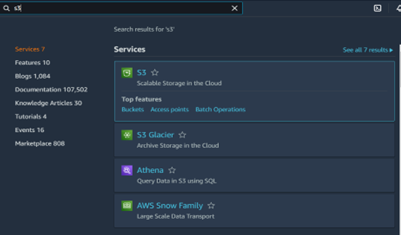 s3
Search results for 's3'
Services 7
Features 10
Blogs 1,084
Documentation 107,502
Knowledge Articles 30
Tutorials 4
Events 16
Marketplace 808
Services
See all 7 results ▶
S3 ☆
Scalable Storage in the Cloud
Top features
Buckets Access points Batch Operations
S3 Glacier ☆
Archive Storage in the Cloud
Athena ☆
Query Data in S3 using SQL
AWS Snow Family ☆
Large Scale Data Transport